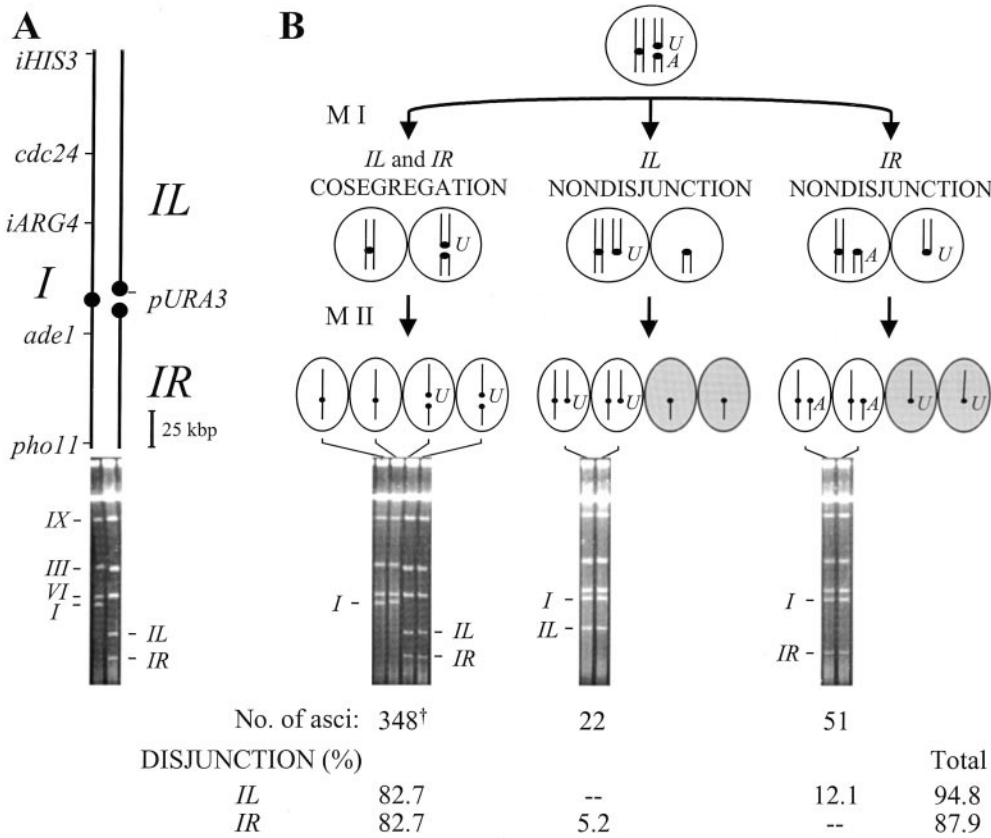 A
iHIS3
cdc24
iARG4
I
IL
pURA3
ade1
IR
25 kbp
pho11
IX
III
VI
I
IL
IR
B
U
A
M I
IL and IR
COSEGREGATION
IL
NONDISJUNCTION
IR
NONDISJUNCTION
U
U
A
U
M II
U
U
U
U
A
A
U
U
I
IL
IR
I
IL
I
IR
No. of asci: 348† 22 51
DISJUNCTION (%) Total
IL 82.7 -- 12.1 94.8
IR 82.7 5.2 -- 87.9